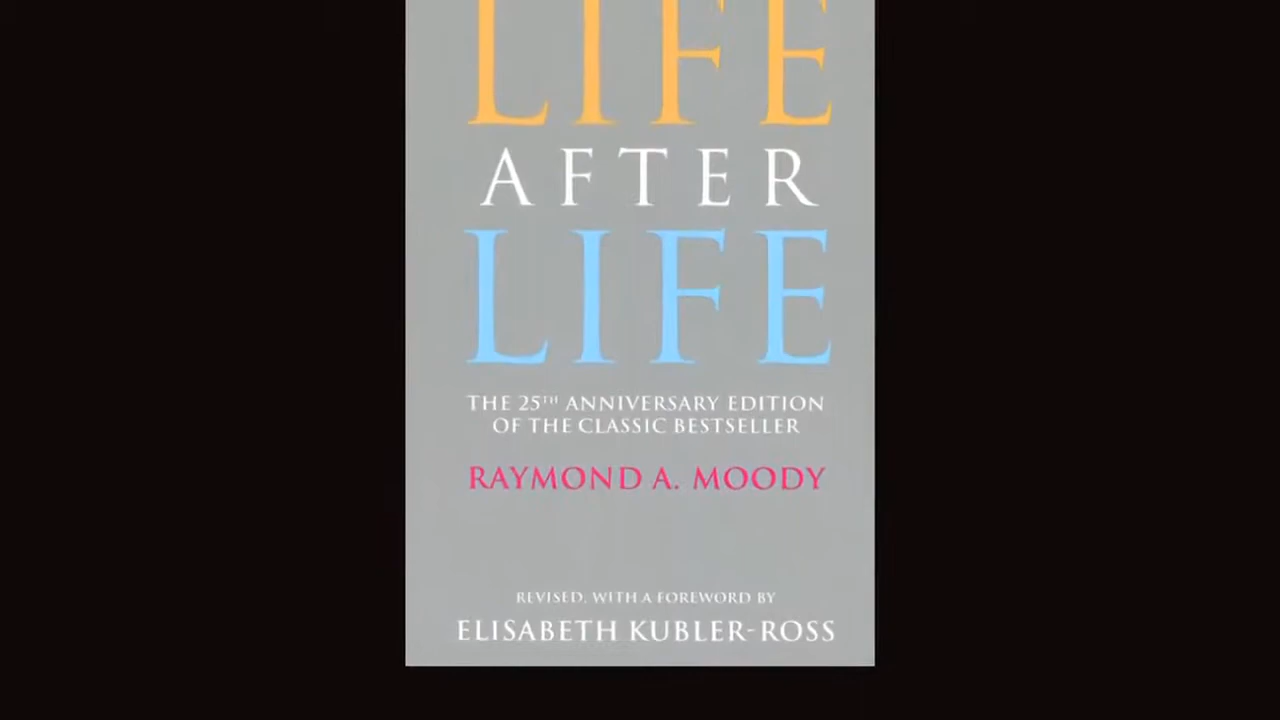 LIFE
AFTER
LIFE
THE 25TH ANNIVERSARY EDITION
OF THE CLASSIC BESTSELLER
RAYMOND A. MOODY
REVISED, WITH A FOREWORD BY
ELISABETH KUBLER-ROSS